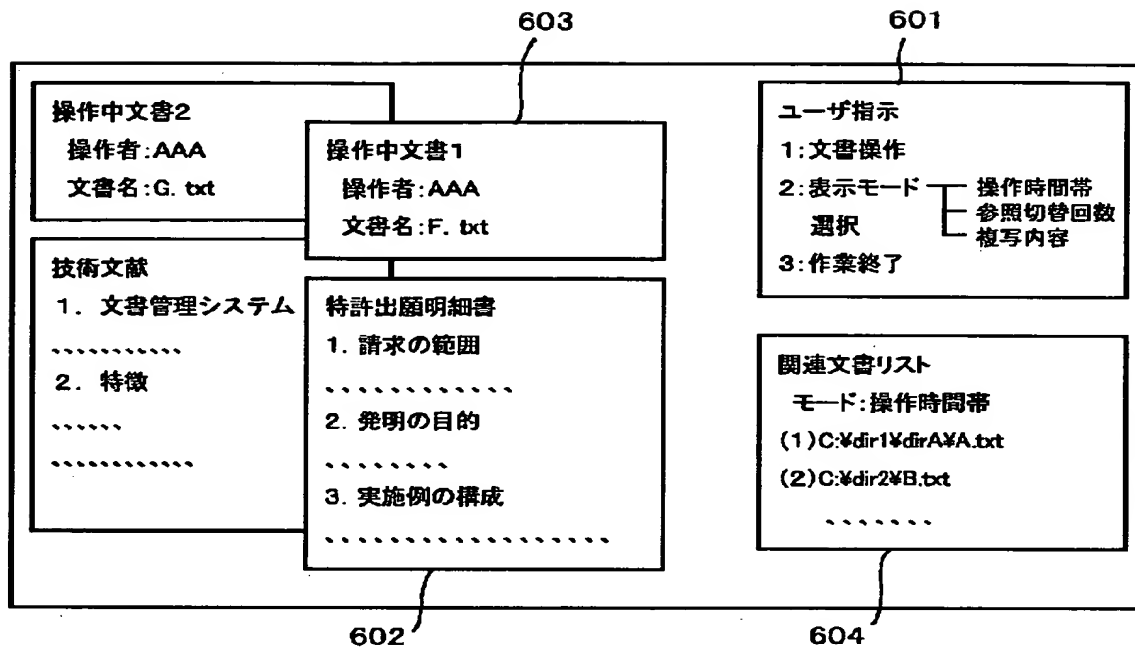 603
601
操作中文書2
操作者:AAA
文書名:G. txt
操作中文書1
操作者:AAA
文書名:F. txt
技術文献
1. 文書管理システム
、、、、、、、、、、、
2. 特徴
、、、、、、
、、、、、、、、、、、、
特許出願明細書
1. 請求の範囲
、、、、、、、、、、、、、
2. 発明の目的
、、、、、、、、
3. 実施例の構成
、、、、、、、、、、、、、、、、、、、
ユーザ指示
1:文書操作
2:表示モード 操作時間帯
参照切替回数
選択
複写内容
3:作業終了
関連文書リスト
モード:操作時間帯
(1)C:¥dir1¥dirA¥A.txt
(2)C:¥dir2¥B.txt
、、、、、、、
602
604